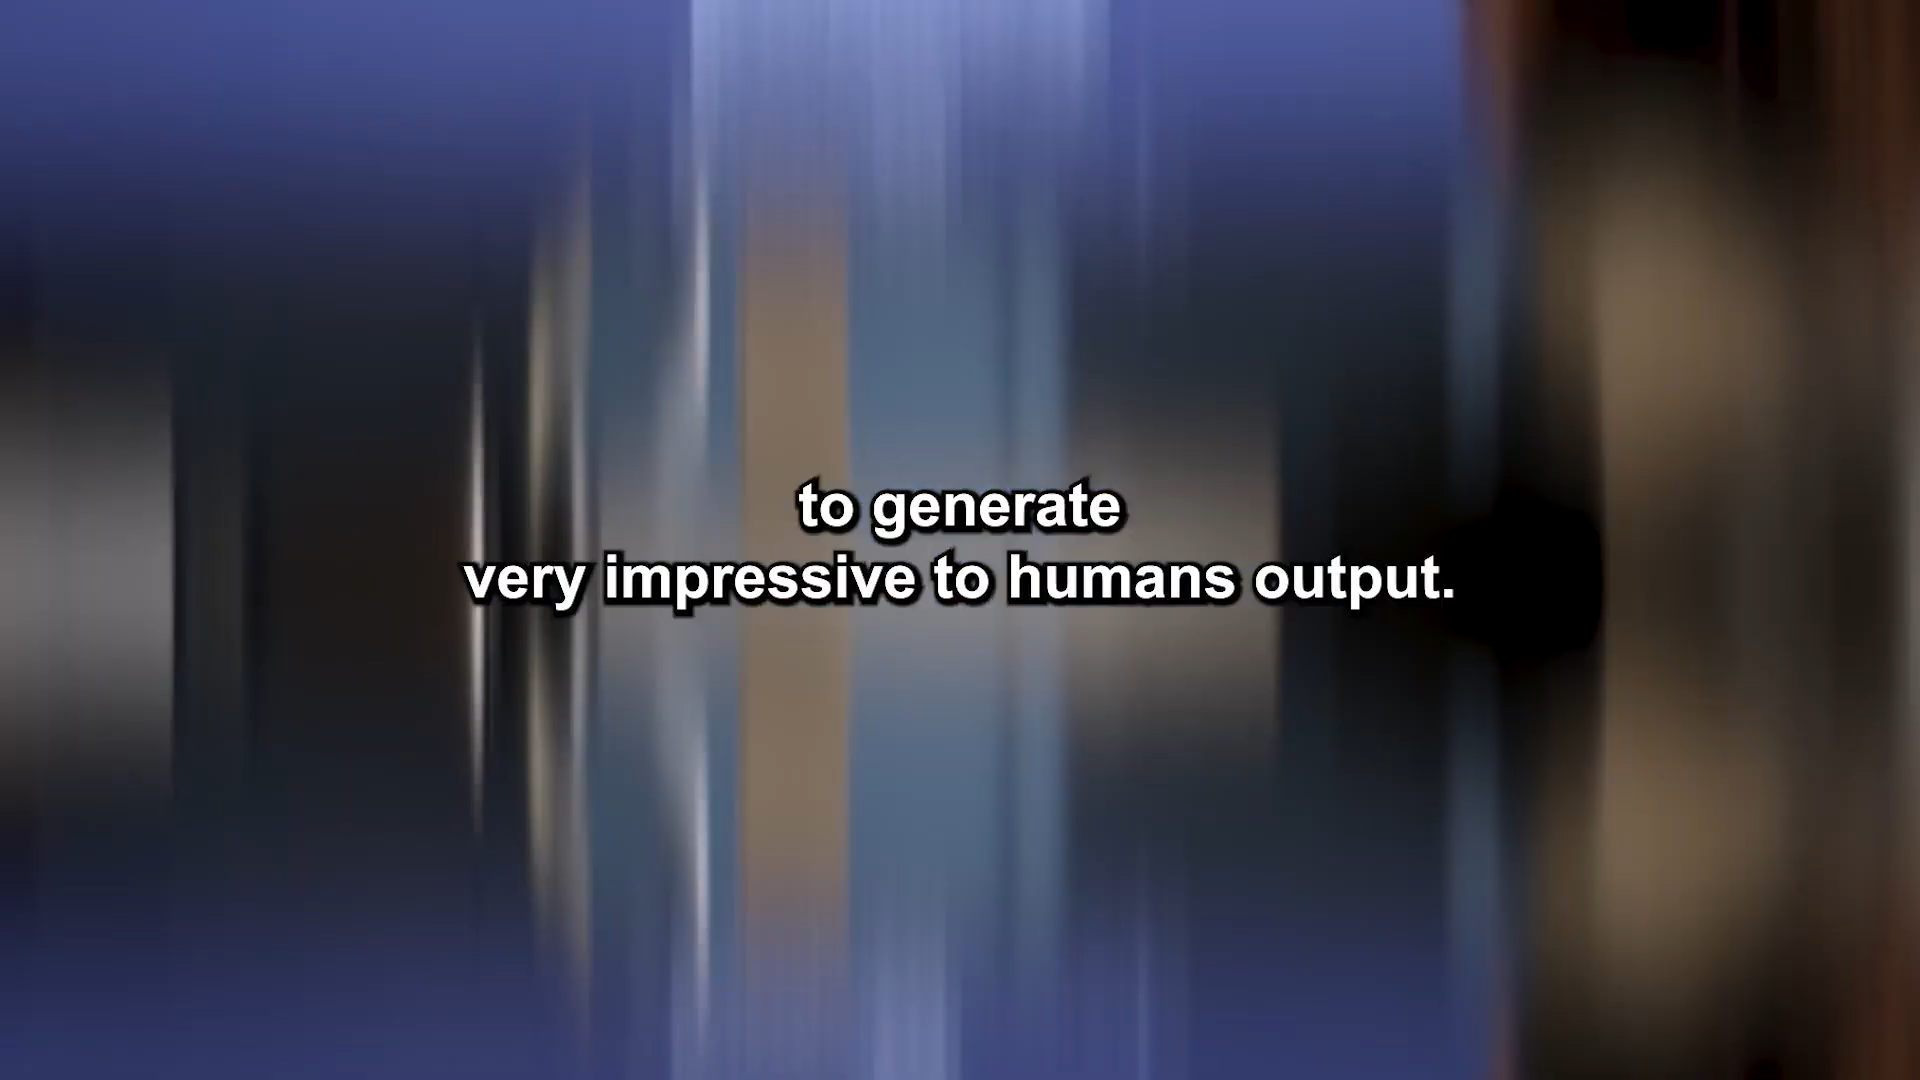 to generate
very impressive to humans output.